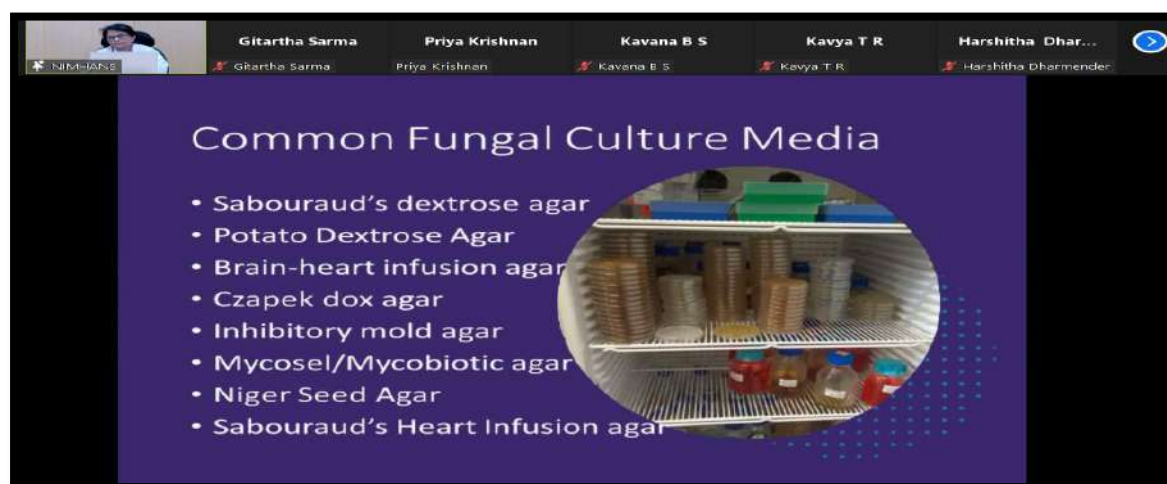 Gitartha Sarma Priya Krishnan Kavana B S Kavya T R Harshitha Dhar...
NIMHANS Gitartha Sarma Priya Krishnan Kavana B S Kavya T R Harshitha Dharmender
Common Fungal Culture Media
• Sabouraud's dextrose agar
• Potato Dextrose Agar
• Brain-heart infusion agar
• Czapek dox agar
• Inhibitory mold agar
• Mycosel/Mycobiotic agar
• Niger Seed Agar
• Sabouraud's Heart Infusion agar